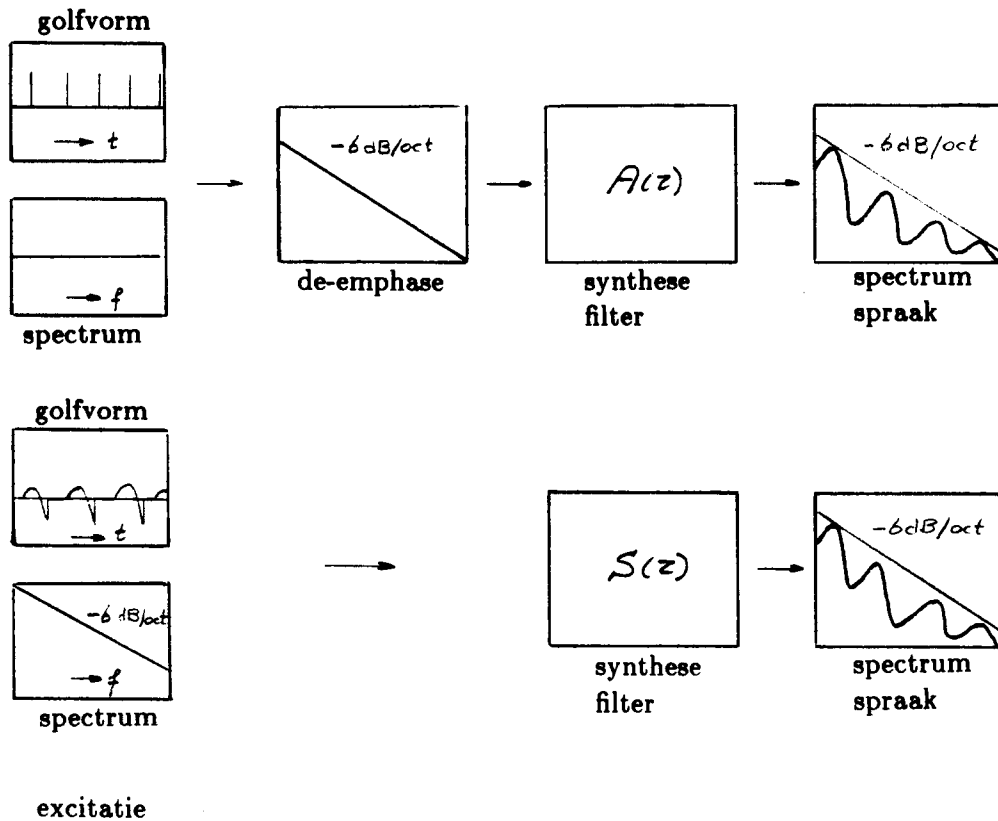 golfvorm
t
f
spectrum
-6 dB/oct
de-emphase
A(z)
synthese
filter
-6 dB/oct
spectrum
spraak
golfvorm
t
-6 dB/oct
f
spectrum
S(z)
synthese
filter
-6dB/oct
spectrum
spraak
excitatie